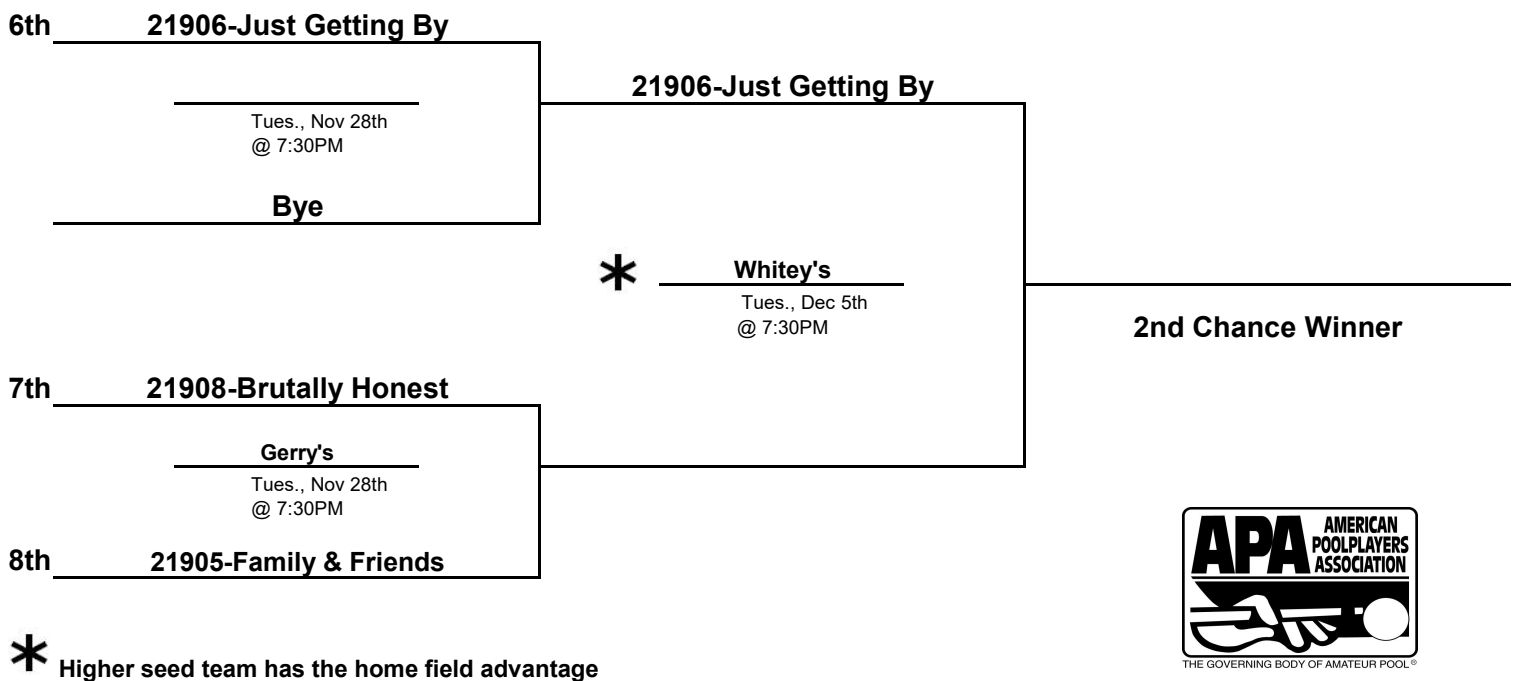 6th 21906-Just Getting By
21906-Just Getting By
Tues., Nov 28th
@ 7:30PM
Bye
* Whitey's
Tues., Dec 5th
@ 7:30PM
2nd Chance Winner
7th 21908-Brutally Honest
Gerry's
Tues., Nov 28th
@ 7:30PM
8th 21905-Family & Friends
* Higher seed team has the home field advantage
APA
AMERICAN
POOLPLAYERS
ASSOCIATION
THE GOVERNING BODY OF AMATEUR POOL®